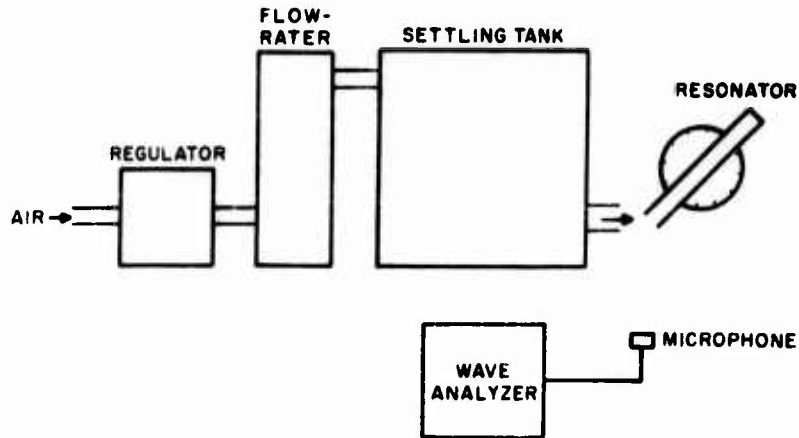 FLOW-
RATER
SETTLING TANK
RESONATOR
REGULATOR
AIR
MICROPHONE
WAVE
ANALYZER